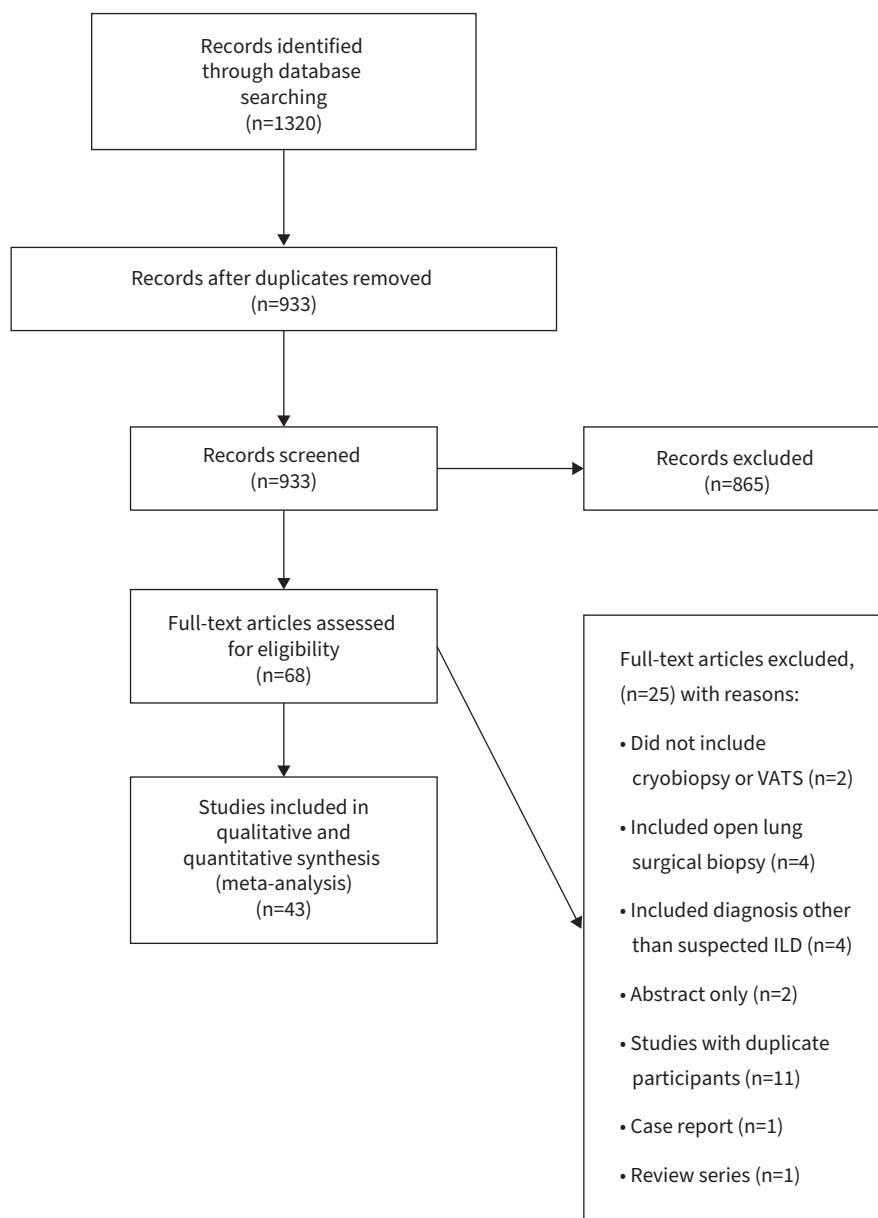 Records identified
through database
searching
(n=1320)
Records after duplicates removed
(n=933)
Records screened
(n=933)
Records excluded
(n=865)
Full-text articles assessed
for eligibility
(n=68)
Studies included in
qualitative and
quantitative synthesis
(meta-analysis)
(n=43)
Full-text articles excluded,
(n=25) with reasons:
• Did not include
cryobiopsy or VATS (n=2)
• Included open lung
surgical biopsy (n=4)
• Included diagnosis other
than suspected ILD (n=4)
• Abstract only (n=2)
• Studies with duplicate
participants (n=11)
• Case report (n=1)
• Review series (n=1)